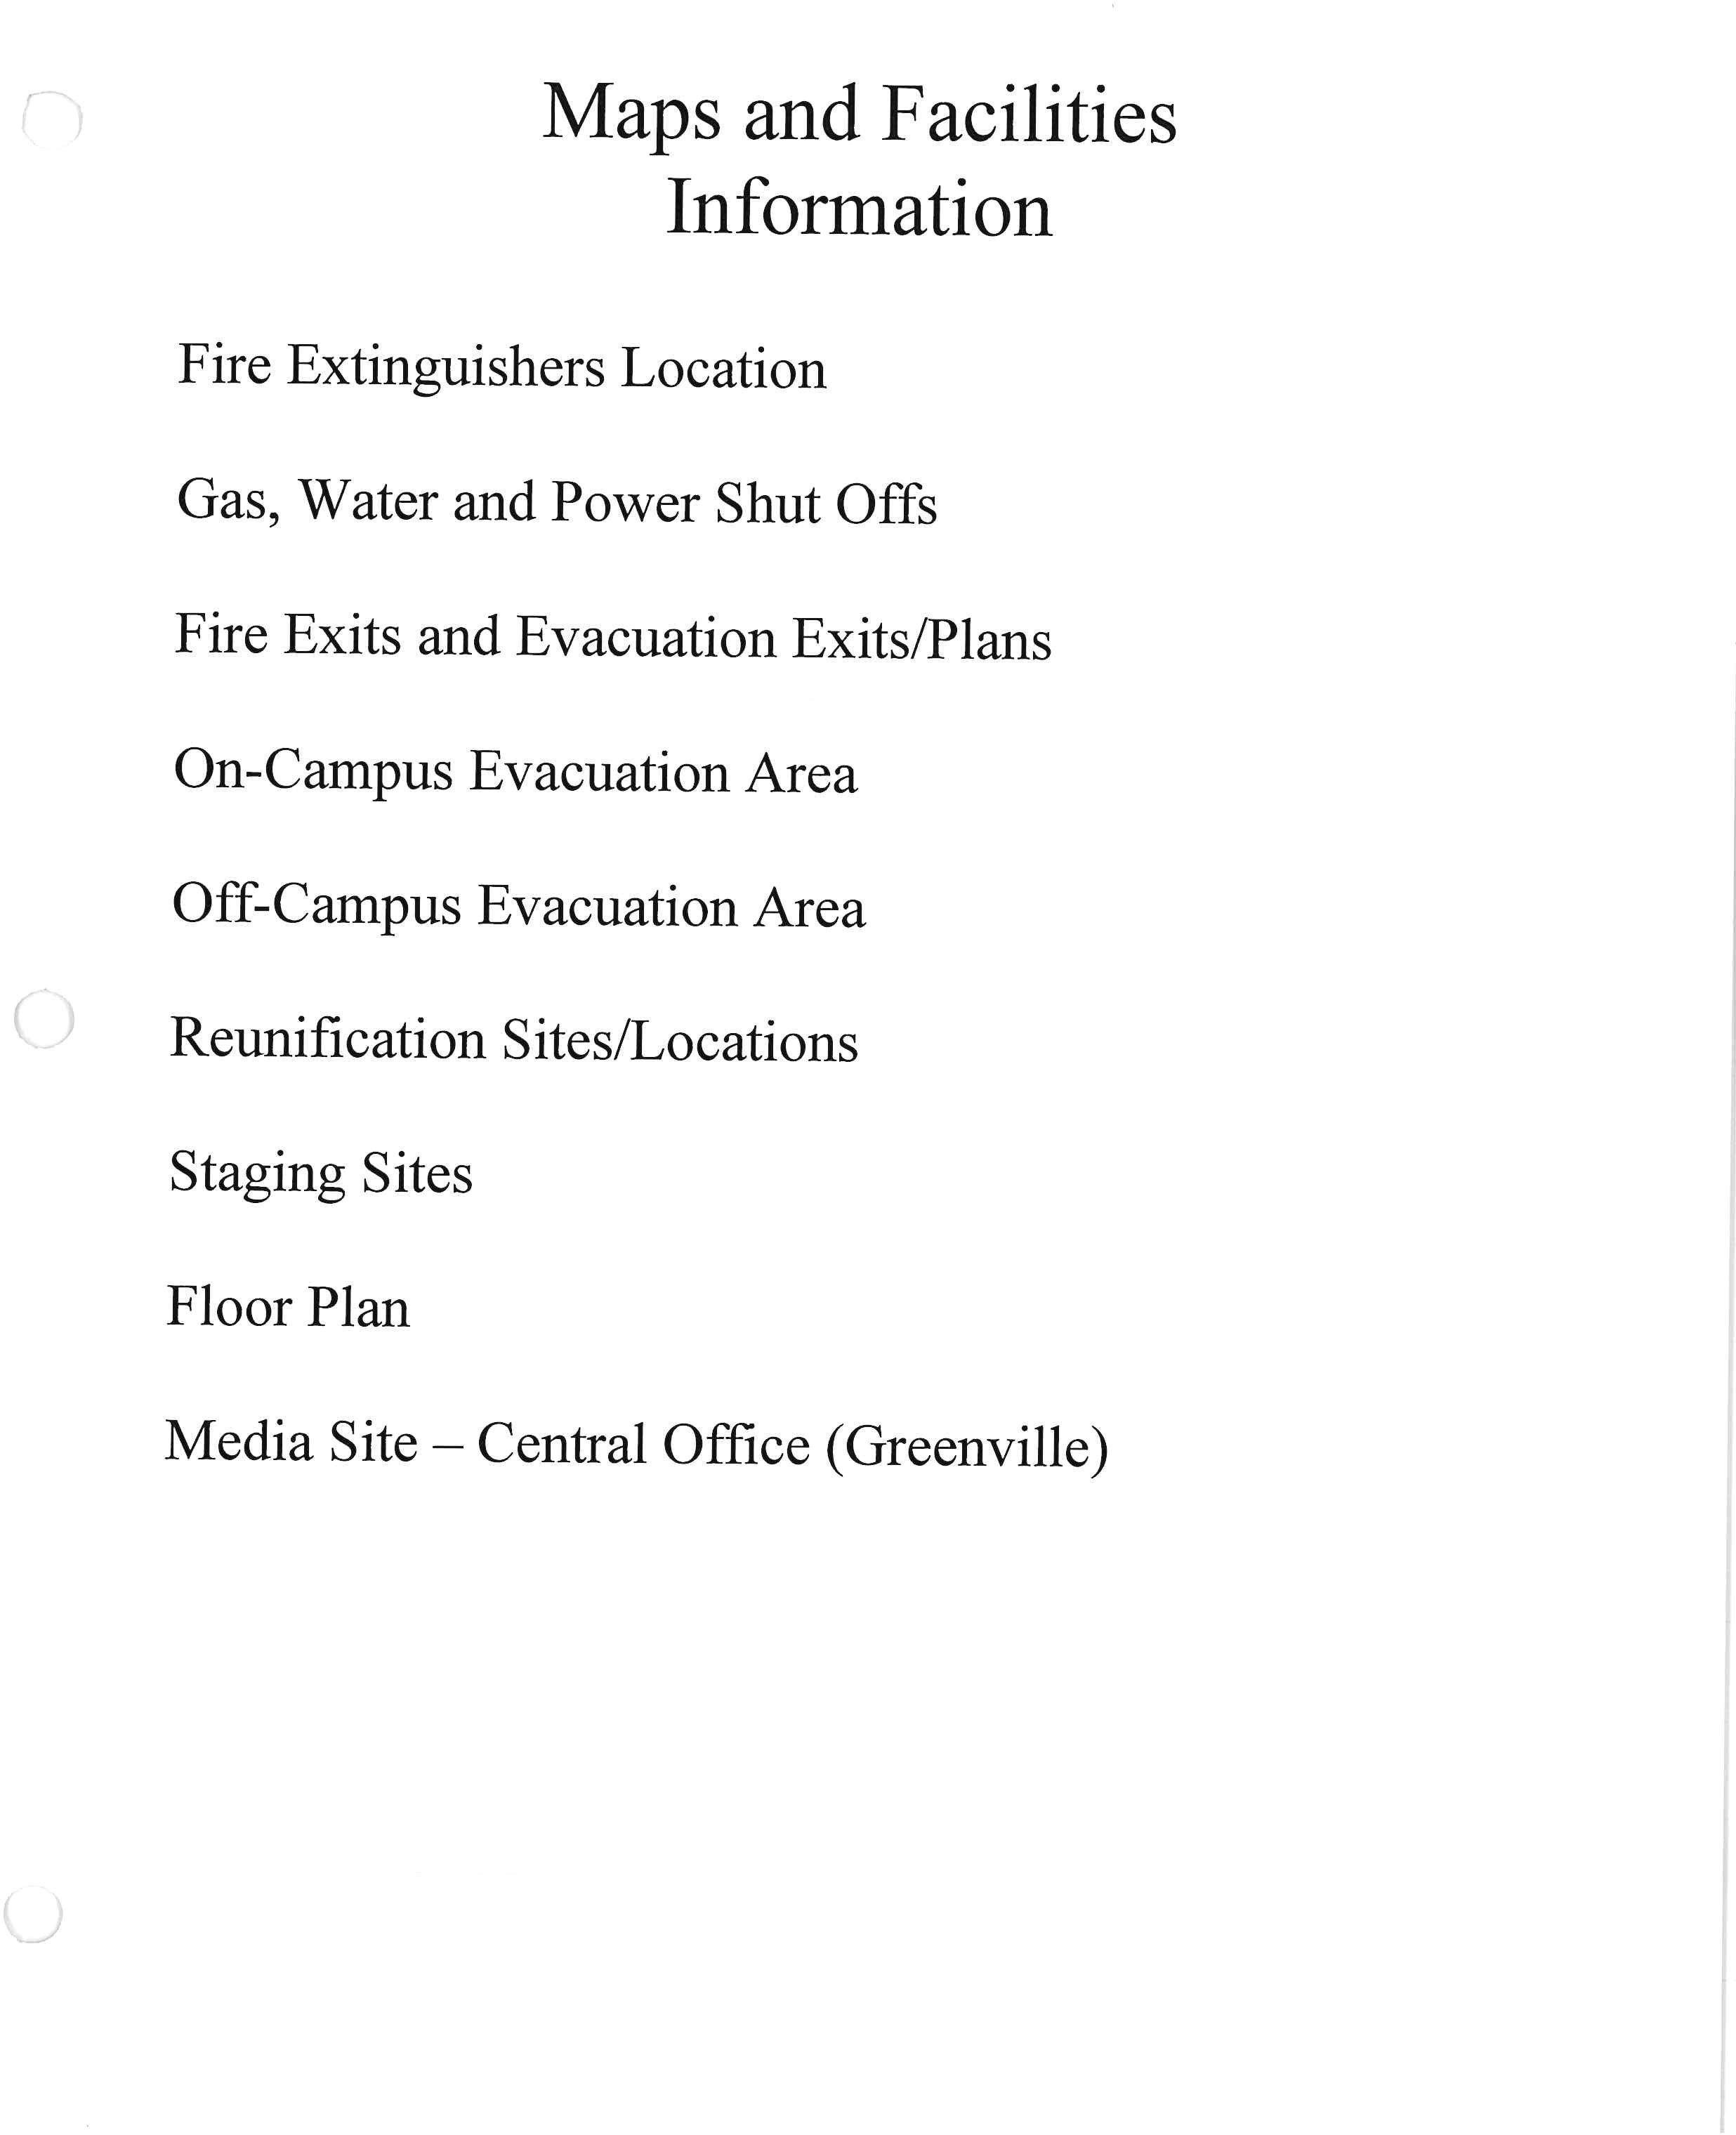 Maps and Facilities
Information
Fire Extinguishers Location
Gas, Water and Power Shut Offs
Fire Exits and Evacuation Exits/Plans
On-Campus Evacuation Area
Off-Campus Evacuation Area
Reunification Sites/Locations
Staging Sites
Floor Plan
Media Site – Central Office (Greenville)